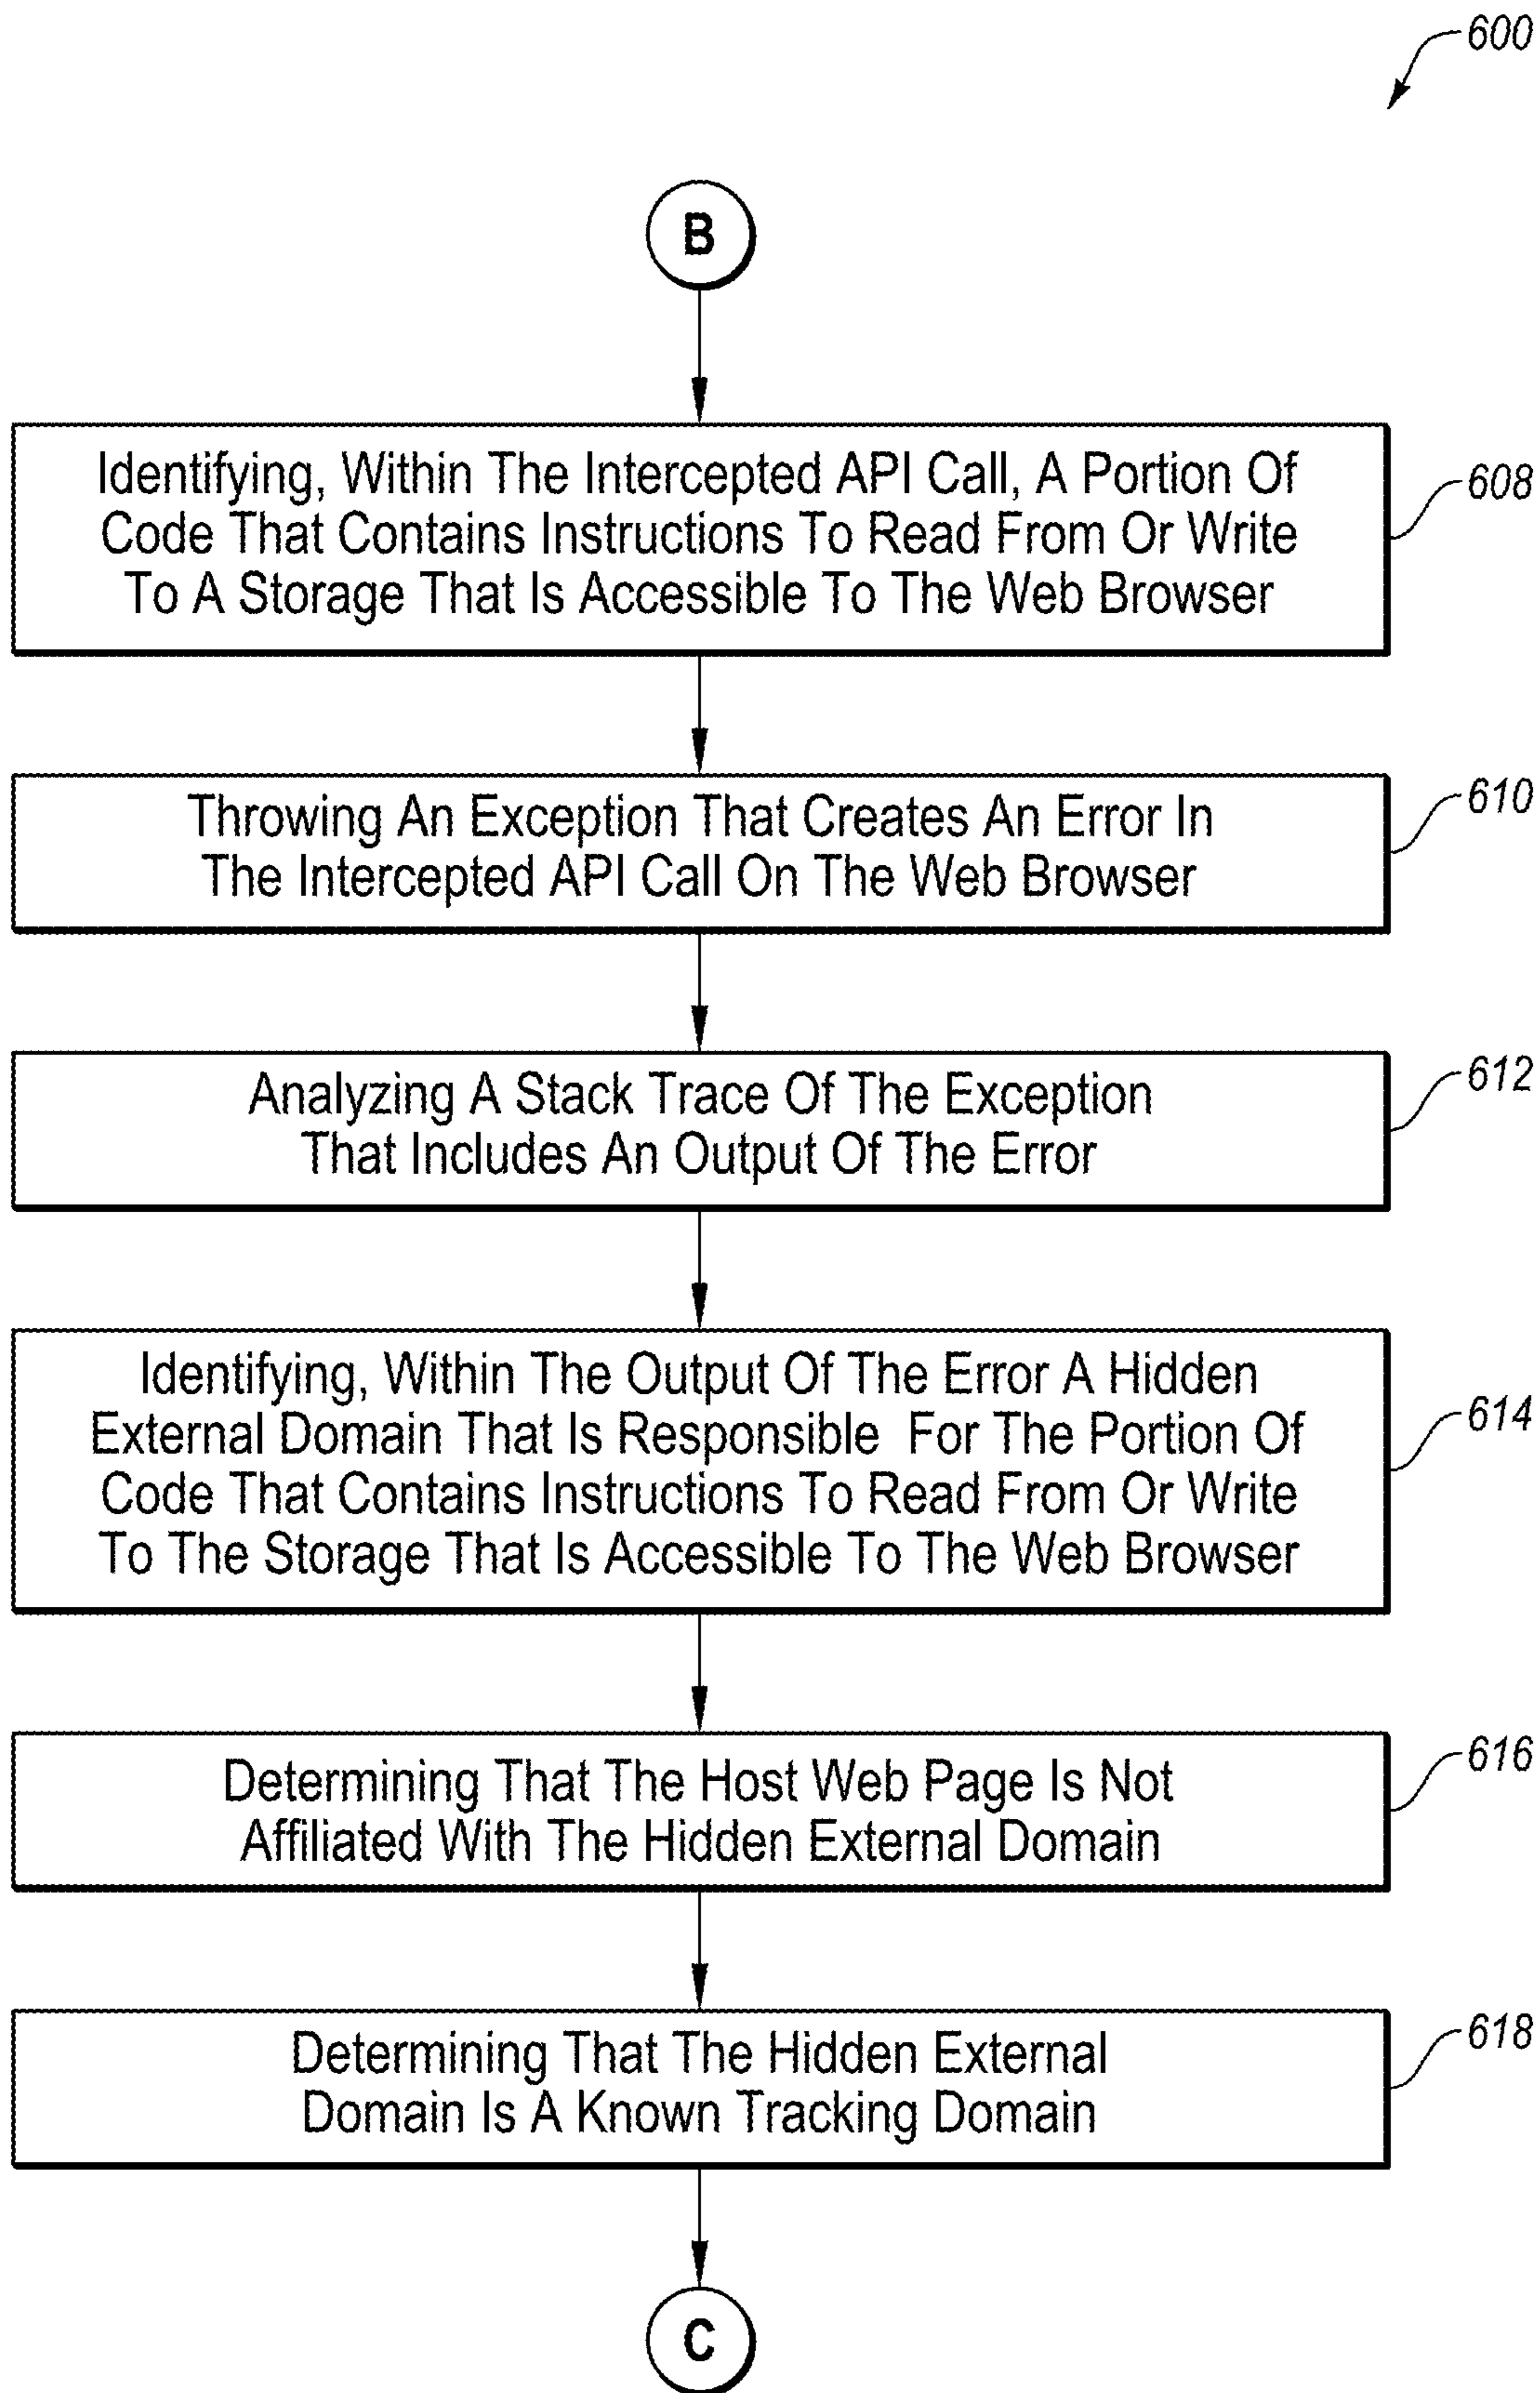 600
B
Identifying, Within The Intercepted API Call, A Portion Of
Code That Contains Instructions To Read From Or Write
To A Storage That Is Accessible To The Web Browser
608
Throwing An Exception That Creates An Error In
The Intercepted API Call On The Web Browser
610
Analyzing A Stack Trace Of The Exception
That Includes An Output Of The Error
612
Identifying, Within The Output Of The Error A Hidden
External Domain That Is Responsible For The Portion Of
Code That Contains Instructions To Read From Or Write
To The Storage That Is Accessible To The Web Browser
614
Determining That The Host Web Page Is Not
Affiliated With The Hidden External Domain
616
Determining That The Hidden External
Domain Is A Known Tracking Domain
618
C